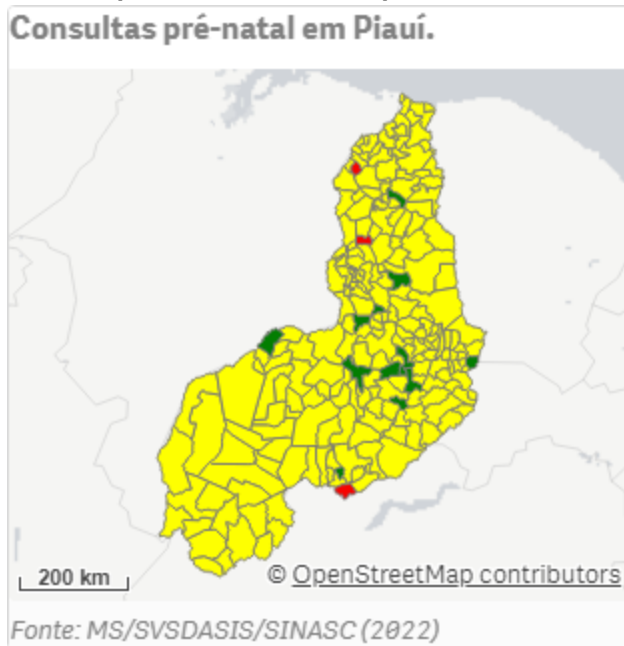 Consultas pré-natal em Piauí.
200 km
© OpenStreetMap contributors
Fonte: MS/SVSDASIS/SINASC (2022)